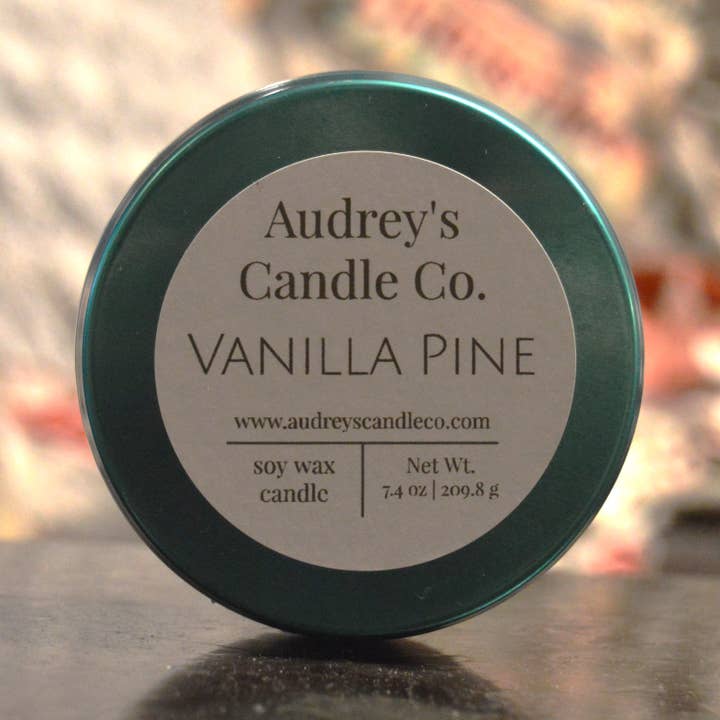 Audrey's
Candle Co.
VANILLA PINE
www.audreyscandleco.com
soy wax
candle
Net Wt.
7.4 oz | 209.8 g